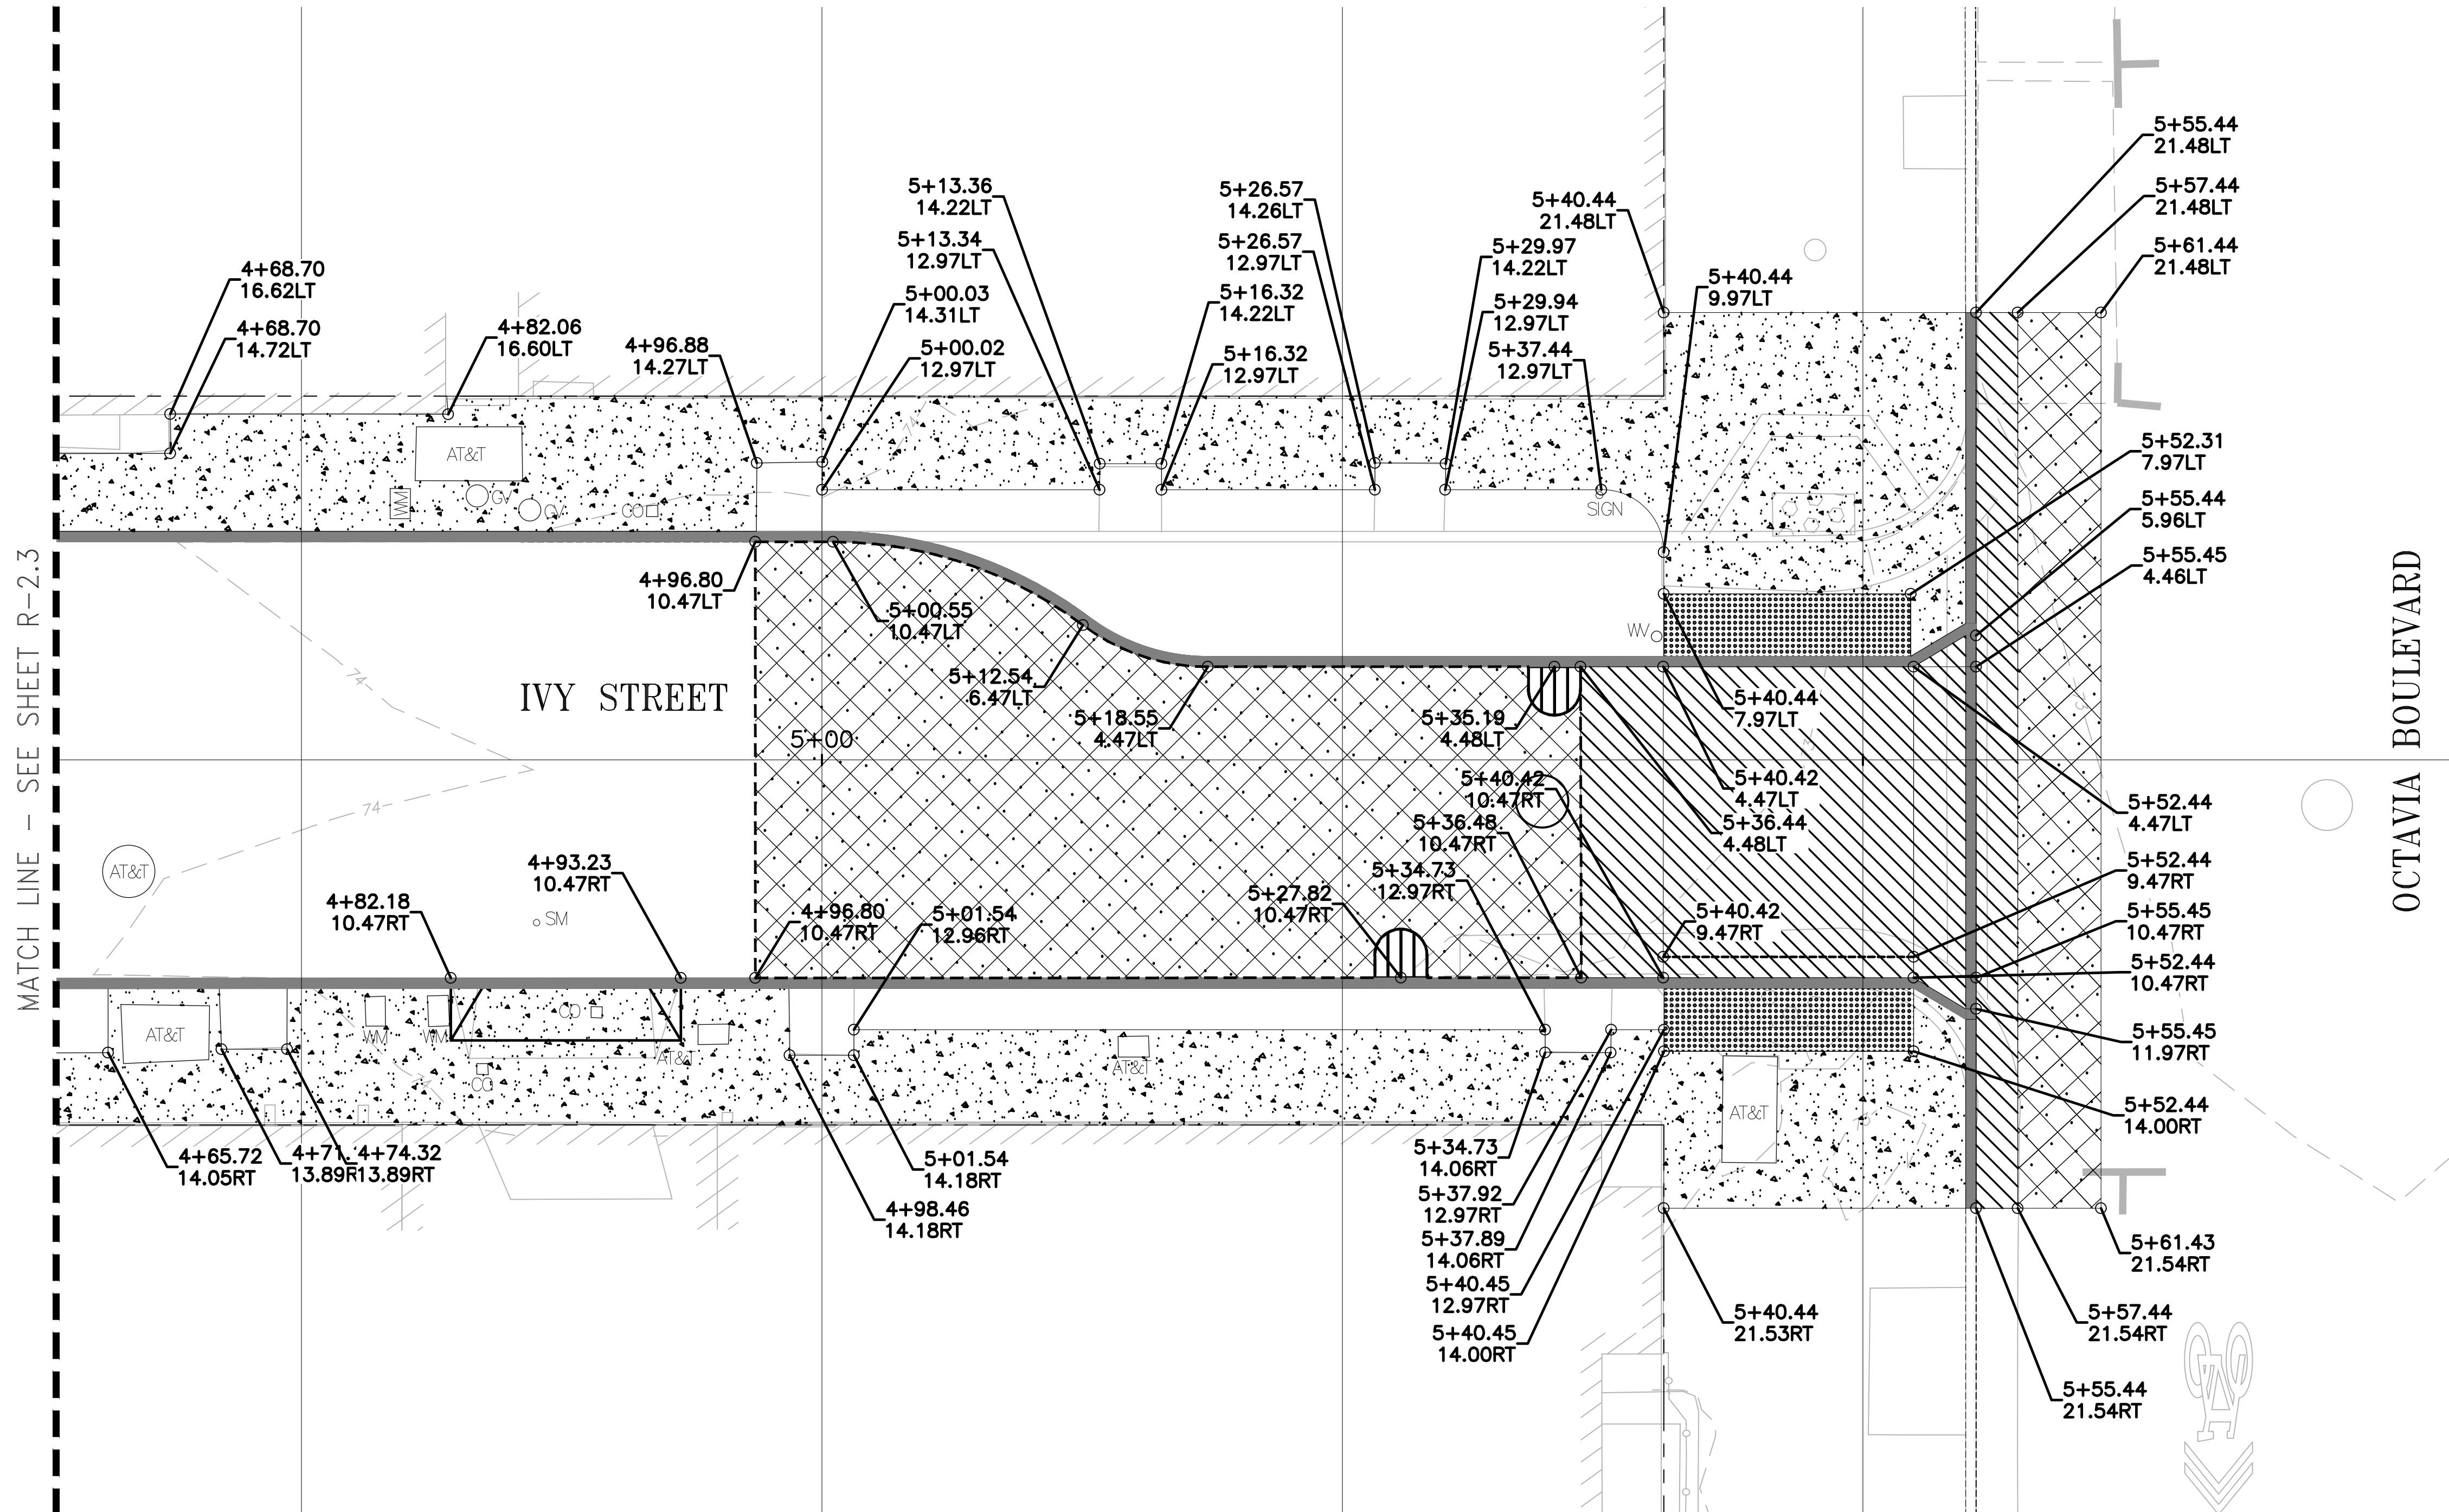 5+55.44
21.48LT
5+57.44
21.48LT
5+61.44
21.48LT
5+13.36
14.22LT
5+13.34
12.97LT
5+00.03
14.31LT
5+00.02
12.97LT
5+26.57
14.26LT
5+26.57
12.97LT
5+16.32
14.22LT
5+16.32
12.97LT
5+40.44
21.48LT
5+29.97
14.22LT
5+29.94
12.97LT
5+37.44
12.97LT
5+40.44
9.97LT
4+68.70
16.62LT
4+68.70
14.72LT
4+82.06
16.60LT
4+96.88
14.27LT
AT&T
WM
GV
GV
CO
74
SIGN
5+52.31
7.97LT
5+55.44
5.96LT
5+55.45
4.46LT
4+96.80
10.47LT
5+00.55
10.47LT
5+12.54
6.47LT
5+18.55
4.47LT
WV
IVY STREET
5+00
74
74
5+35.19
4.48LT
5+40.44
7.97LT
5+40.42
10.47RT
5+40.42
4.47LT
5+36.48
10.47RT
5+36.44
4.48LT
5+34.73
12.97RT
5+27.82
10.47RT
5+40.42
9.47RT
5+52.44
4.47LT
5+52.44
9.47RT
5+55.45
10.47RT
5+52.44
10.47RT
5+55.45
11.97RT
5+52.44
14.00RT
MATCH LINE - SEE SHEET R-2.3
OCTAVIA BOULEVARD
AT&T
4+93.23
10.47RT
4+82.18
10.47RT
SM
4+96.80
10.47RT
5+01.54
12.96RT
AT&T
WM
WM
CO
CO
AT&T
AT&T
AT&T
4+65.72
14.05RT
4+71.
13.89R
4+74.32
13.89RT
5+01.54
14.18RT
4+98.46
14.18RT
5+34.73
14.06RT
5+37.92
12.97RT
5+37.89
14.06RT
5+40.45
12.97RT
5+40.45
14.00RT
5+40.44
21.53RT
5+61.43
21.54RT
5+57.44
21.54RT
5+55.44
21.54RT